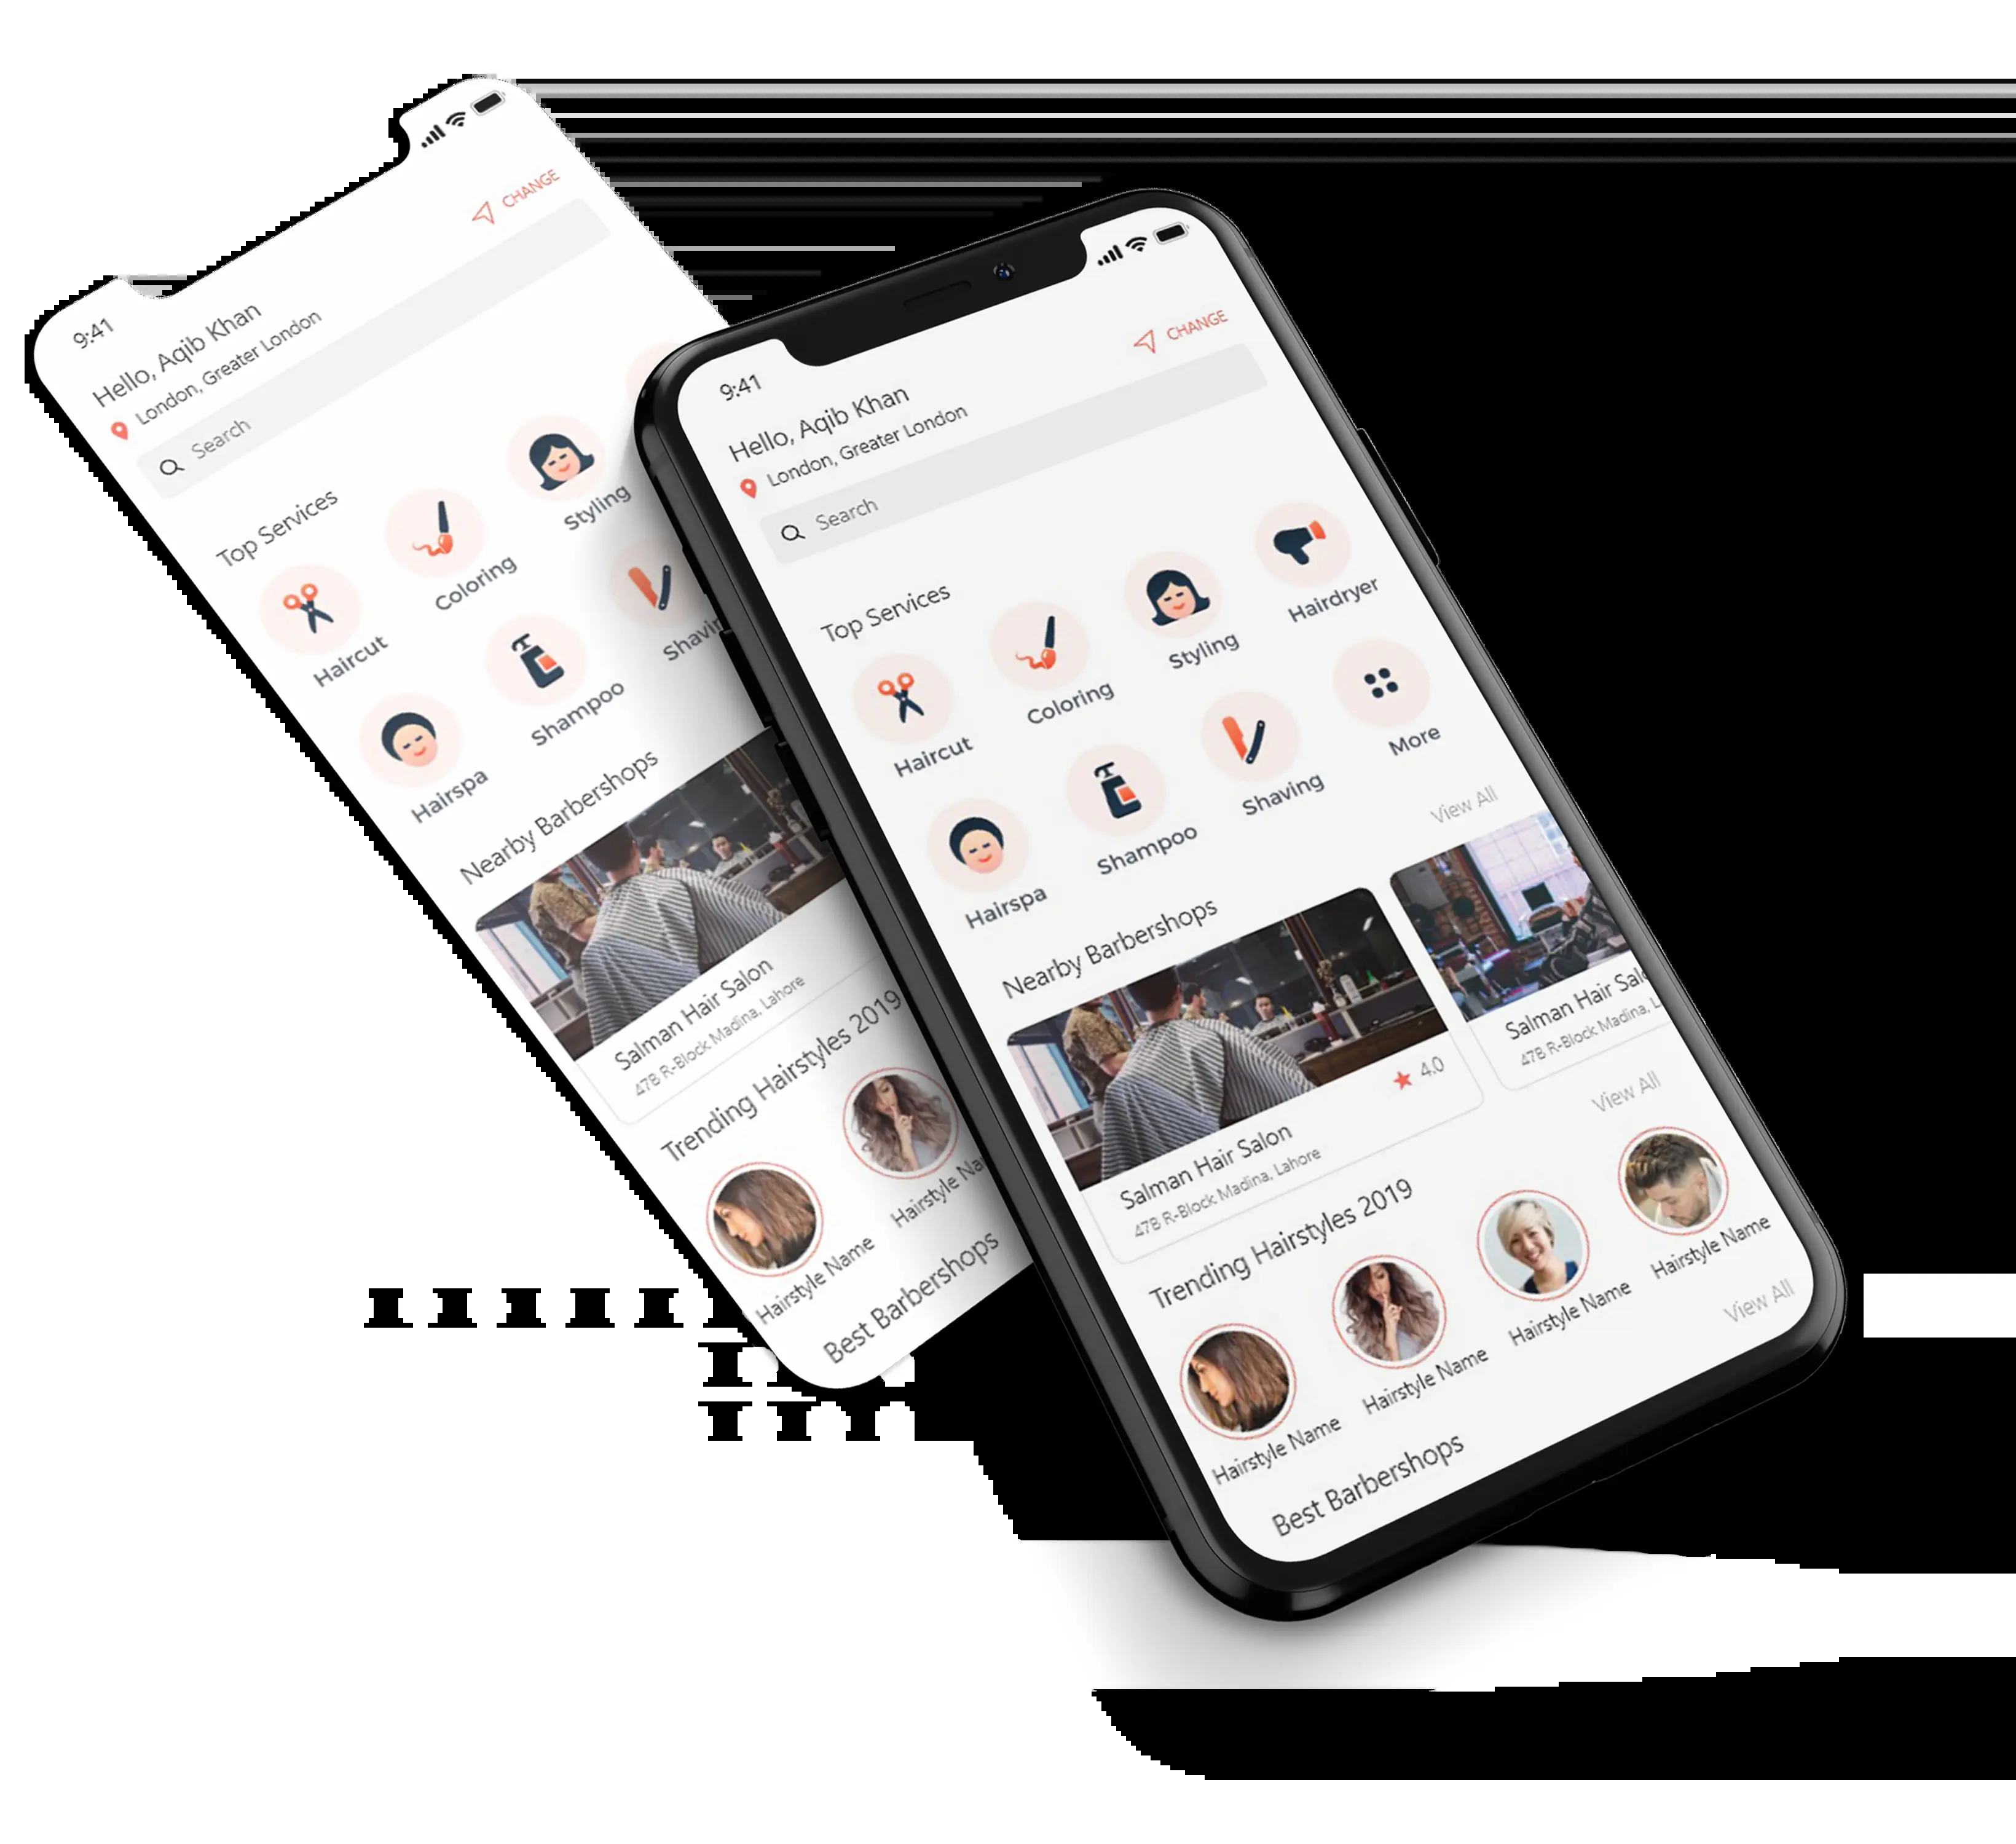 9:41
CHANGE
Hello, Aqib Khan
London, Greater London
Search
Top Services
Haircut
Coloring
Styling
Hairspa
Shampoo
Shavin
Nearby Barbershops
Salman Hair Salon
47B R-Block Madina, Lahore
Trending Hairstyles 2019
Hairstyle Name
Hairstyle Na
Best Barbershops
9:41
CHANGE
Hello, Aqib Khan
London, Greater London
Search
Top Services
Haircut
Coloring
Styling
Hairdryer
Hairspa
Shampoo
Shaving
More
Nearby Barbershops
View All
Salman Hair Salon
4.0
47B R-Block Madina, Lahore
Salman Hair Sal
47B R-Block Madina, L
Trending Hairstyles 2019
View All
Hairstyle Name
Hairstyle Name
Hairstyle Name
Hairstyle Name
Best Barbershops
View All